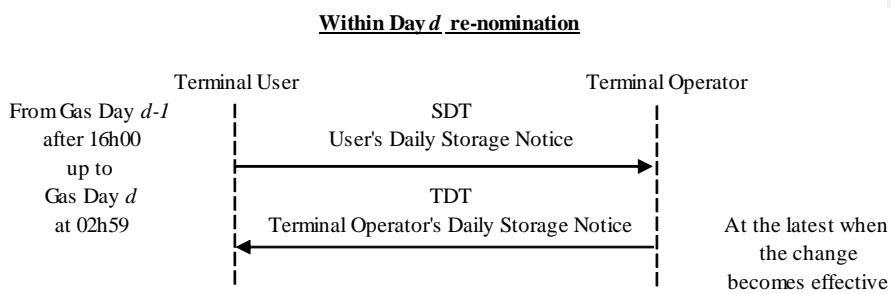 Within Day d re-nomination
Terminal User
Terminal Operator
From Gas Day d-1
after 16h00
up to
Gas Day d
at 02h59
SDT
User's Daily Storage Notice
TDT
Terminal Operator's Daily Storage Notice
At the latest when
the change
becomes effective